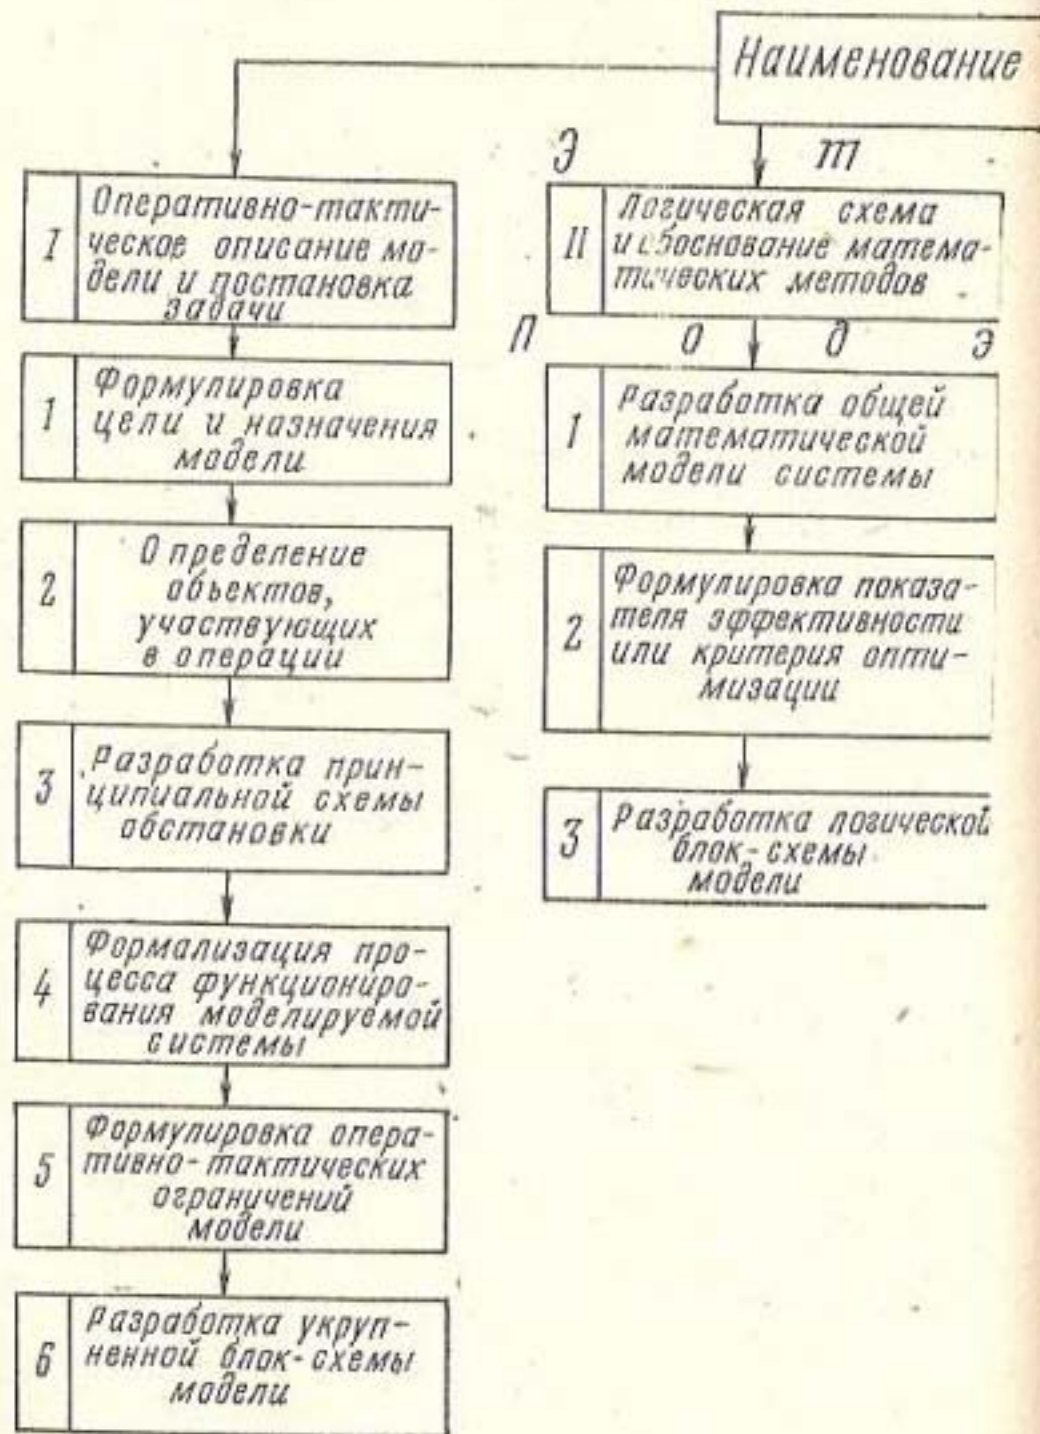 Наименование
Э т
I
Оперативно-такти-
ческое описание мо-
дели и постановка
задачи
1
Формулировка
цели и назначения
модели
2
Определение
объектов,
участвующих
в операции
3
Разработка прин-
ципиальной схемы
обстановки
4
Формализация про-
цесса функциониро-
вания моделируемой
системы
5
Формулировка опера-
тивно-тактических
ограничений
модели
6
Разработка укруп-
ненной блок-схемы
модели
II
Логическая схема
и обоснование матема-
тических методов
П о д э
1
Разработка общей
математической
модели системы
2
Формулировка показа-
теля эффективности
или критерия опти-
мизации
3
Разработка логической
блок-схемы
модели